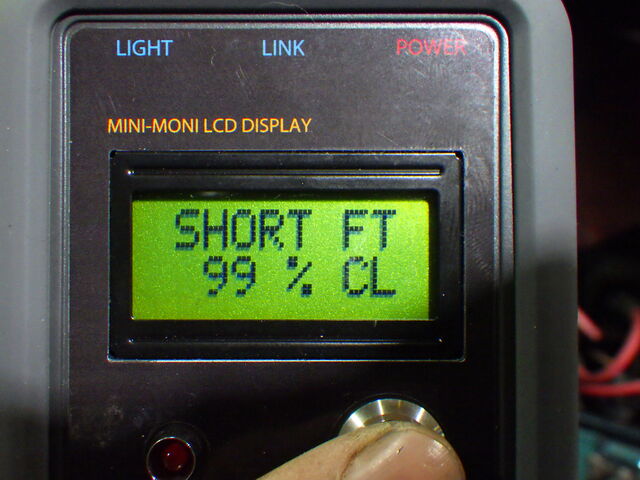 LIGHT LINK POWER
MINI-MONI LCD DISPLAY
SHORT FT
99 % CL